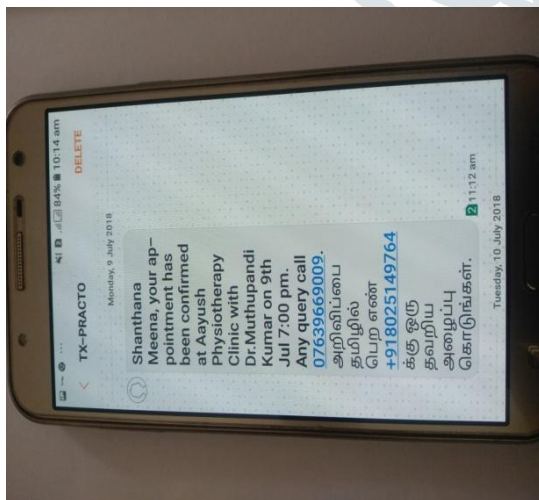 84% 10:14 am
TX-PRACTO
DELETE
Monday, 9 July 2018
Shanthana
Meena, your ap-
pointment has
been confirmed
at Aayush
Physiotherapy
Clinic with
Dr.Muthupandi
Kumar on 9th
Jul 7:00 pm.
Any query call
07639669009.
அறிவிப்பை
தமிழில்
பெற எண்
+918025149764
க்கு ஒரு
தவறிய
அழைப்பு
கொடுங்கள்.
2 11:12 am
Tuesday, 10 July 2018